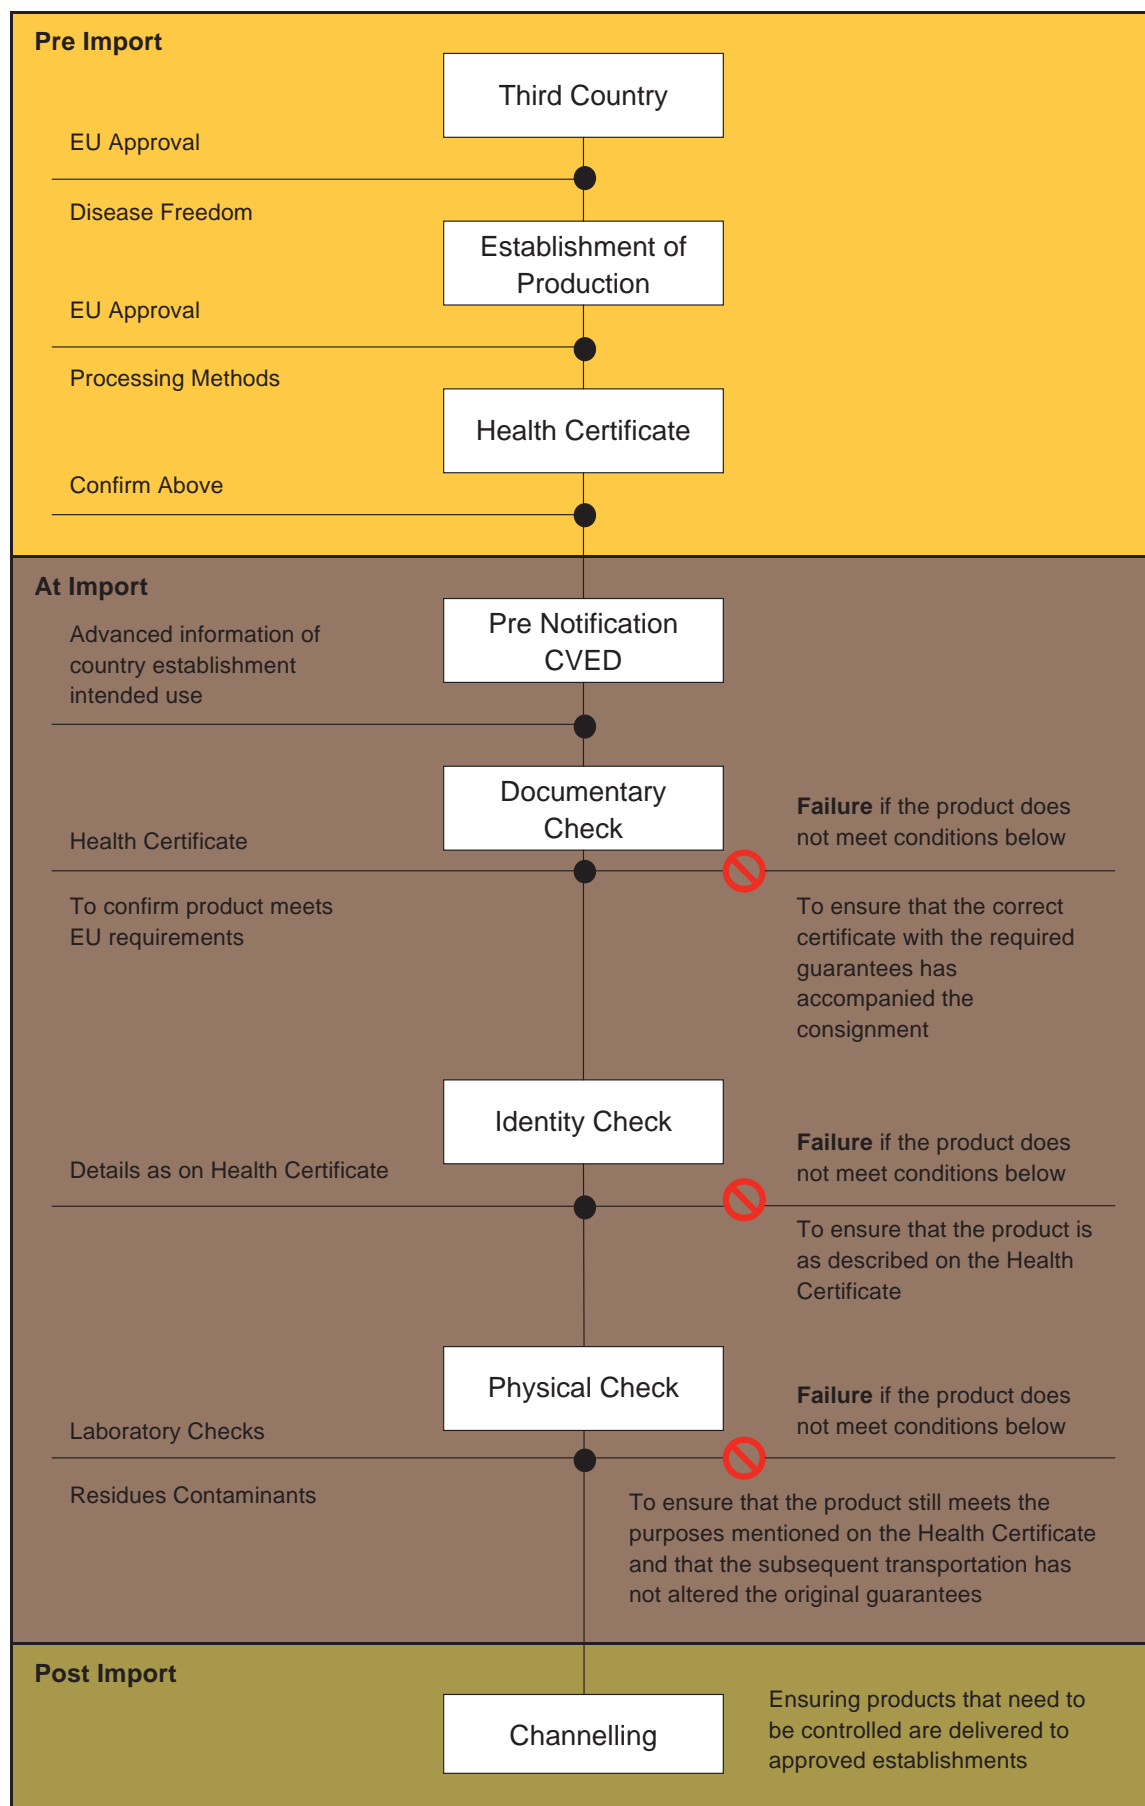 Pre Import
Third Country
EU Approval
Disease Freedom
Establishment of
Production
EU Approval
Processing Methods
Health Certificate
Confirm Above
At Import
Pre Notification
CVED
Advanced information of
country establishment
intended use
Documentary
Check
Health Certificate
To confirm product meets
EU requirements
Failure if the product does
not meet conditions below
To ensure that the correct
certificate with the required
guarantees has
accompanied the
consignment
Identity Check
Details as on Health Certificate
Failure if the product does
not meet conditions below
To ensure that the product is
as described on the Health
Certificate
Physical Check
Laboratory Checks
Residues Contaminants
Failure if the product does
not meet conditions below
To ensure that the product still meets the
purposes mentioned on the Health Certificate
and that the subsequent transportation has
not altered the original guarantees
Post Import
Channelling
Ensuring products that need to
be controlled are delivered to
approved establishments